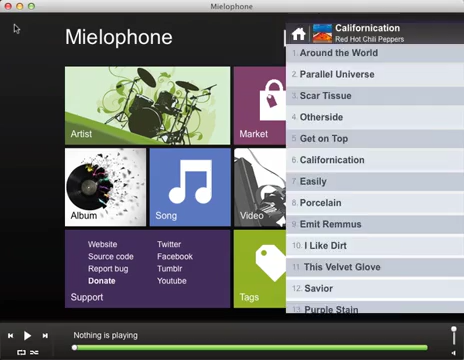 Mielophone
Mielophone
Californication
Red Hot Chili Peppers
1. Around the World
2. Parallel Universe
3. Scar Tissue
4. Otherside
5. Get on Top
6. Californication
7. Easily
8. Porcelain
9. Emit Remmus
10. I Like Dirt
11. This Velvet Glove
12. Savior
13. Purple Stain
Artist
Market
Album
Song
Video
Website
Twitter
Source code
Facebook
Report bug
Tumblr
Donate
Youtube
Support
Tags
Nothing is playing